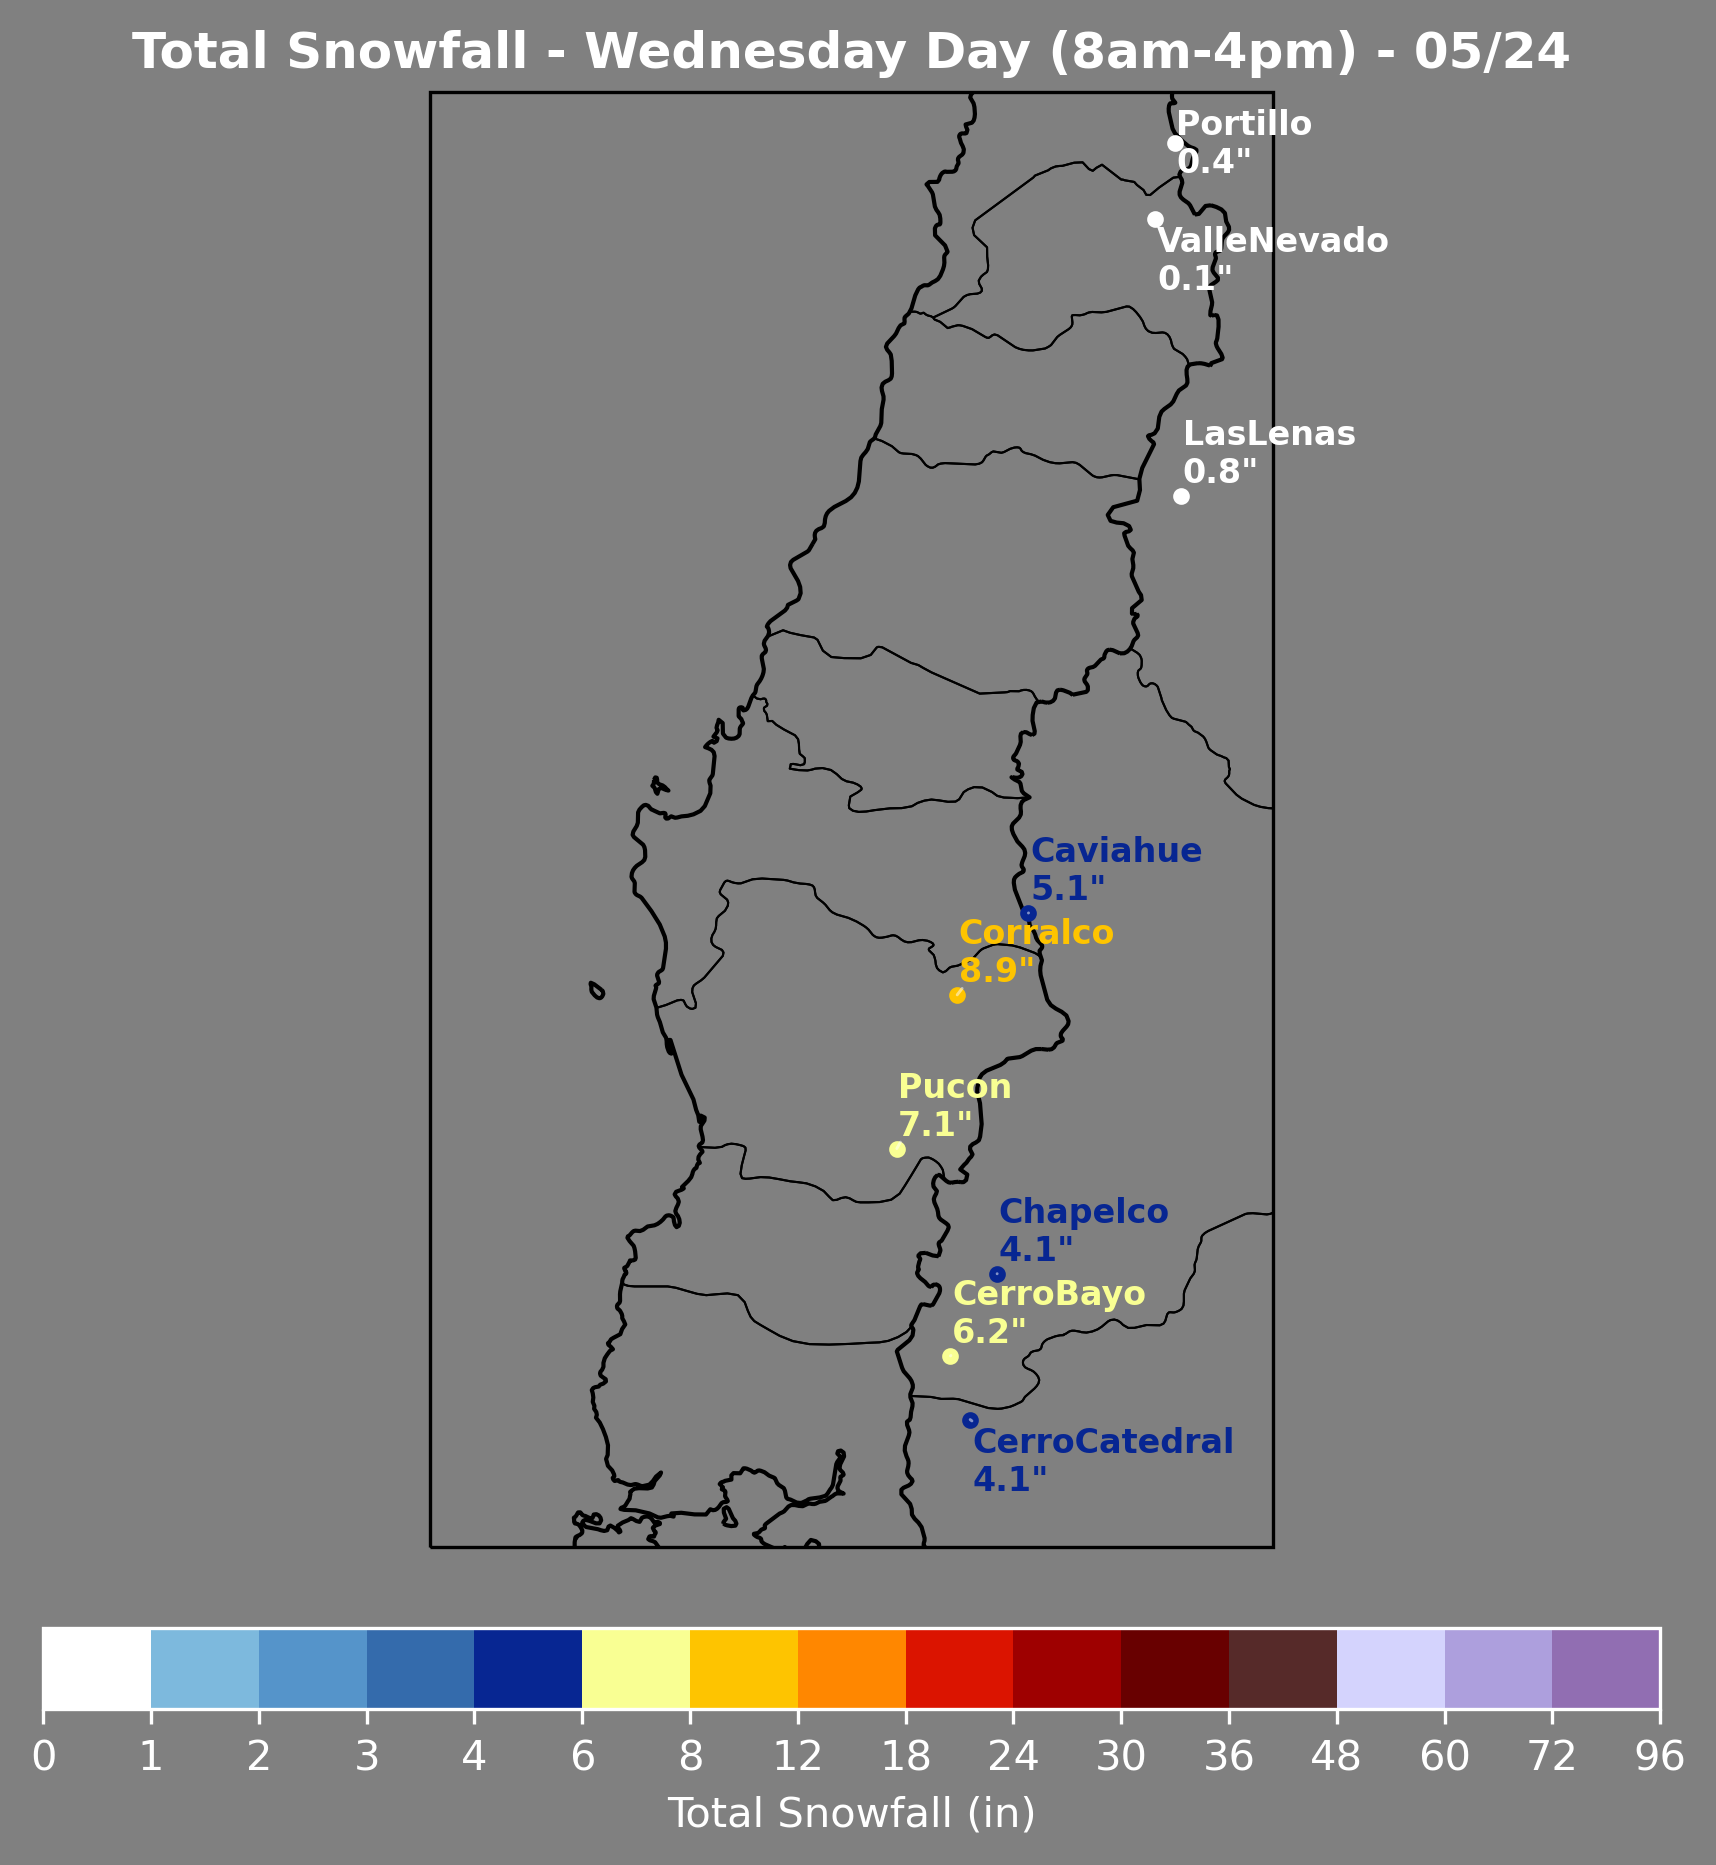 Total Snowfall - Wednesday Day (8am-4pm) - 05/24
Portillo
0.4"
ValleNevado
0.1"
LasLenas
0.8"
Caviahue
5.1"
Corralco
8.9"
Pucon
7.1"
Chapelco
4.1"
CerroBayo
6.2"
CerroCatedral
4.1"
0 1 2 3 4 6 8 12 18 24 30 36 48 60 72 96
Total Snowfall (in)